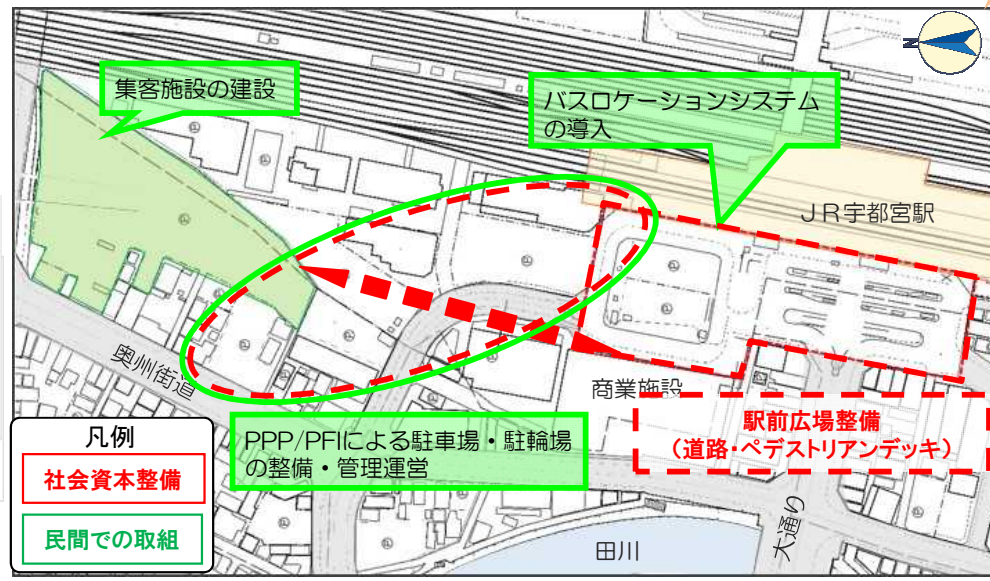 集客施設の建設
バスロケーションシステム
の導入
N
JR宇都宮駅
奥州街道
商業施設
駅前広場整備
(道路・ペデストリアンデッキ)
PPP/PFIによる駐車場・駐輪場
の整備・管理運営
凡例
社会資本整備
民間での取組
田川
大通り